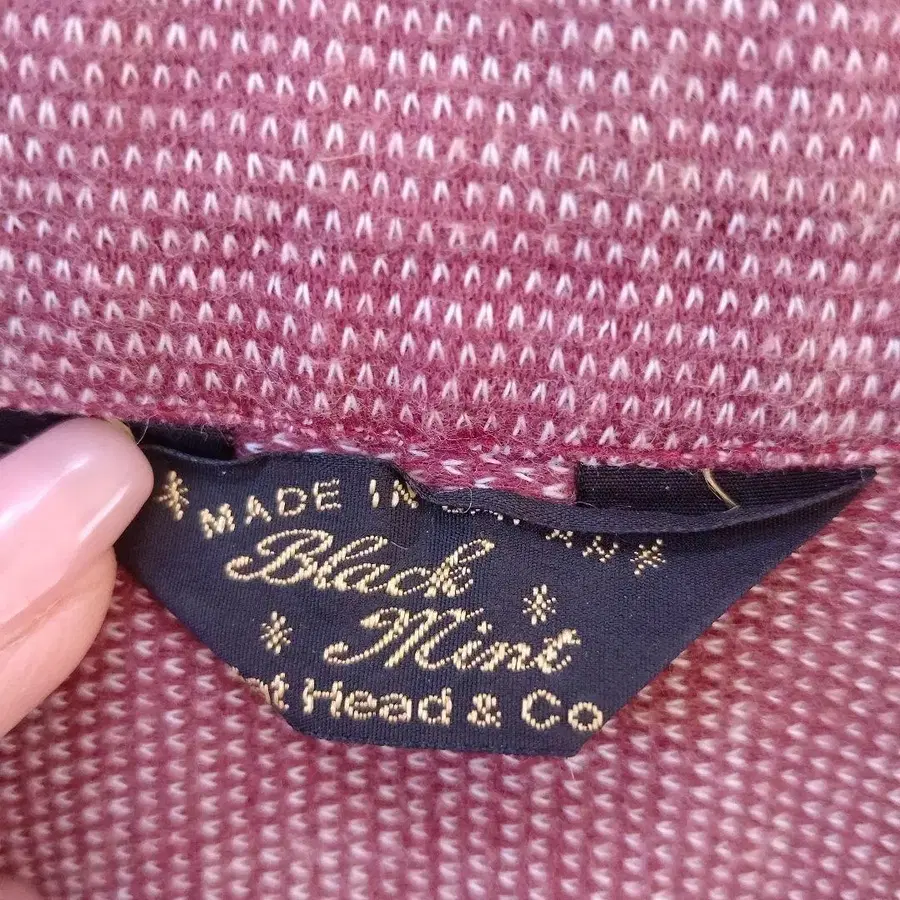 MADE IN
Black
Mint
Head & Co